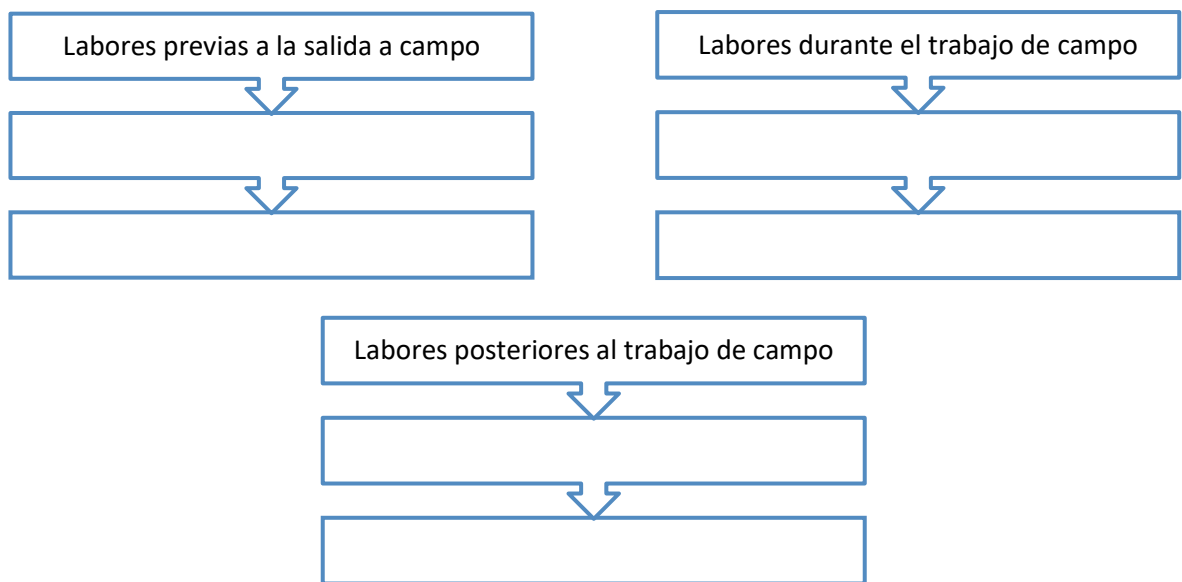 Labores previas a la salida a campo
Labores durante el trabajo de campo
Labores posteriores al trabajo de campo